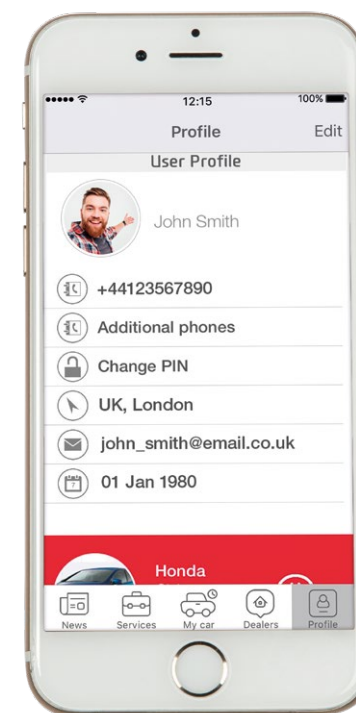 12:15
100%
Profile
Edit
User Profile
John Smith
+44123567890
Additional phones
Change PIN
UK, London
john_smith@email.co.uk
7
01 Jan 1980
Honda
News
Services
My car
Dealers
Profile